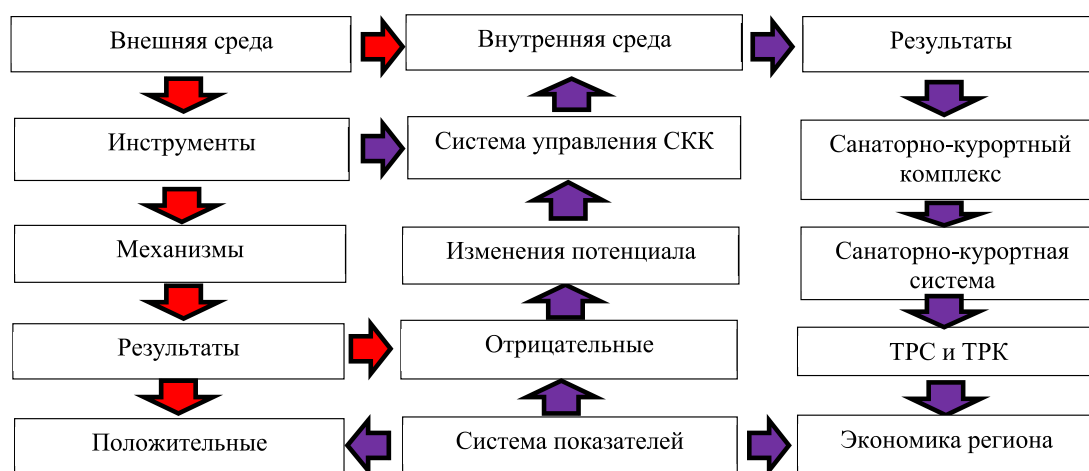 Внешняя среда
Внутренняя среда
Результаты
Инструменты
Система управления СКК
Санаторно-курортный
комплекс
Механизмы
Изменения потенциала
Санаторно-курортная
система
Результаты
Отрицательные
ТРС и ТРК
Положительные
Система показателей
Экономика региона